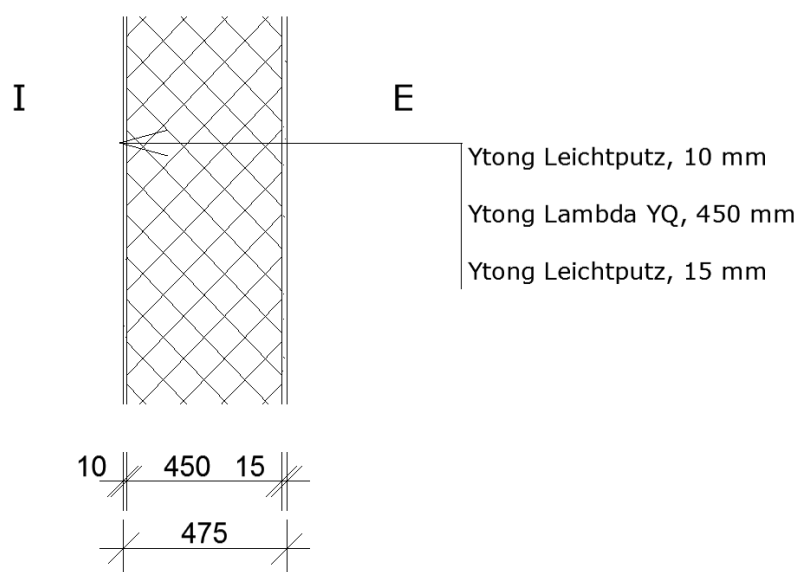 I
E
Ytong Leichtputz, 10 mm
Ytong Lambda YQ, 450 mm
Ytong Leichtputz, 15 mm
10 450 15
475